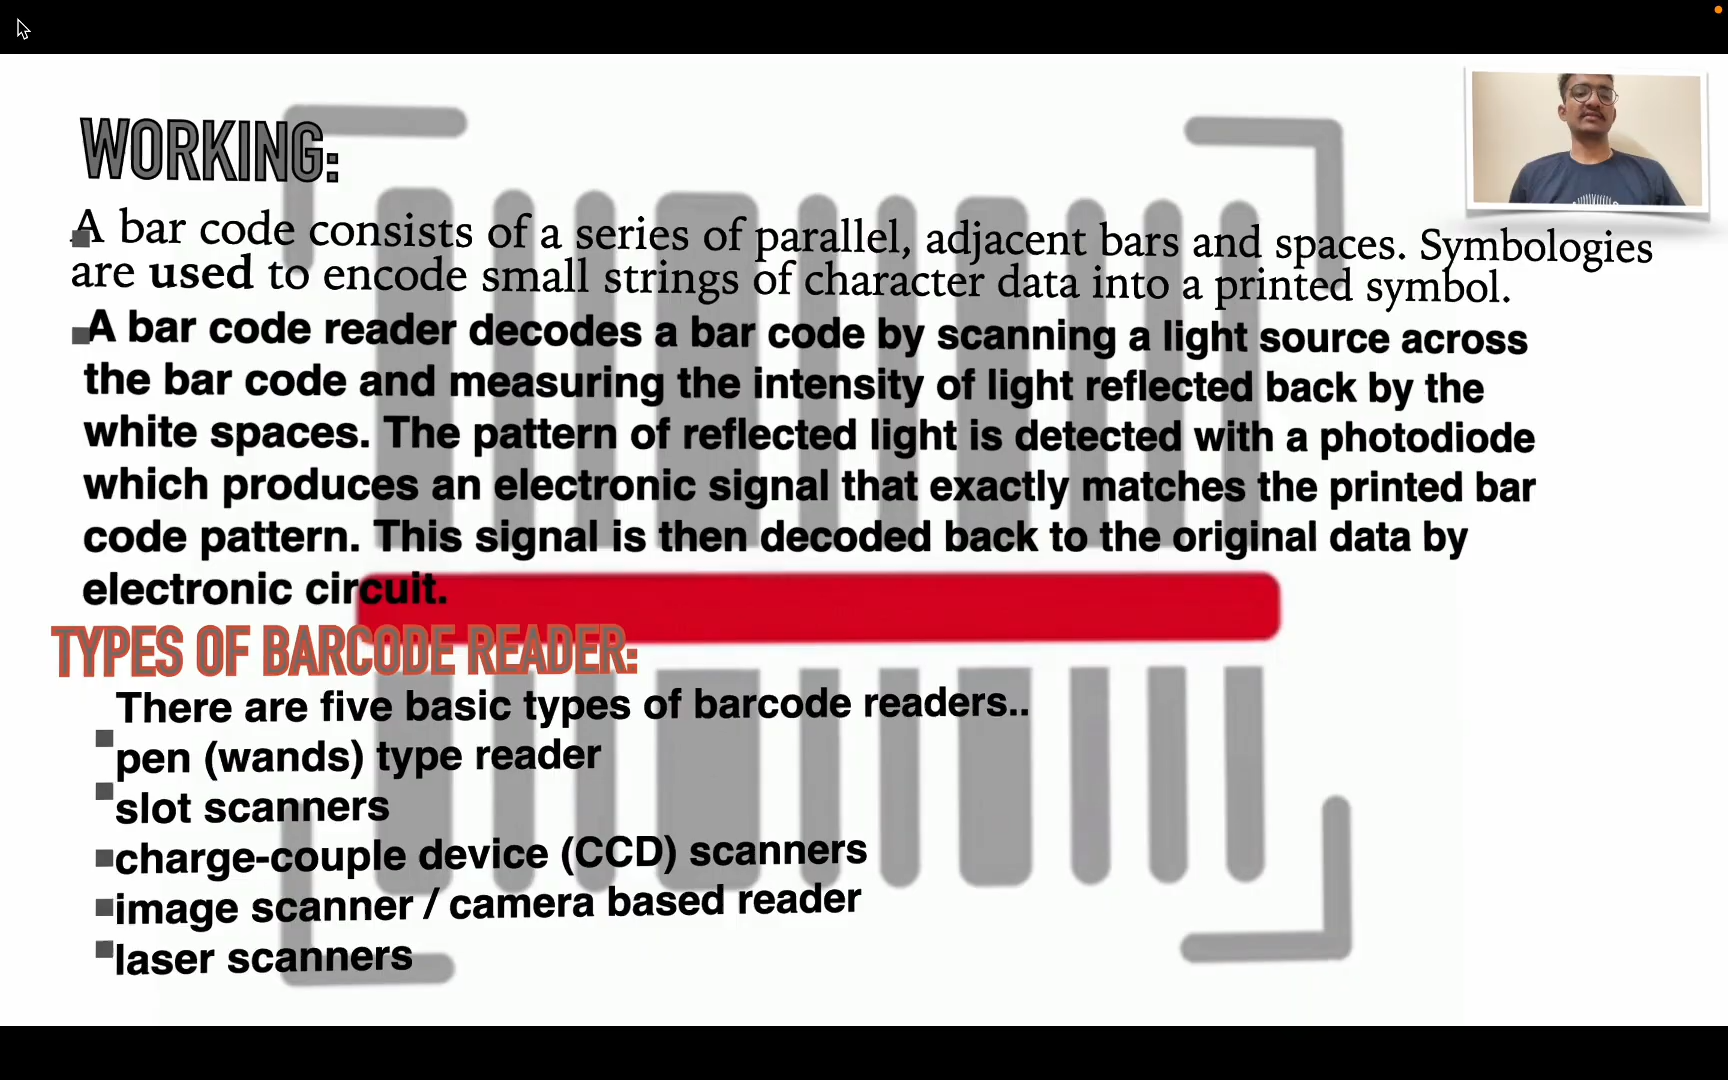 WORKING:
A bar code consists of a series of parallel, adjacent bars and spaces. Symbologies
are used to encode small strings of character data into a printed symbol.
A bar code reader decodes a bar code by scanning a light source across
the bar code and measuring the intensity of light reflected back by the
white spaces. The pattern of reflected light is detected with a photodiode
which produces an electronic signal that exactly matches the printed bar
code pattern. This signal is then decoded back to the original data by
electronic circuit.
TYPES OF BARCODE READER:
There are five basic types of barcode readers..
pen (wands) type reader
slot scanners
charge-couple device (CCD) scanners
image scanner / camera based reader
laser scanners